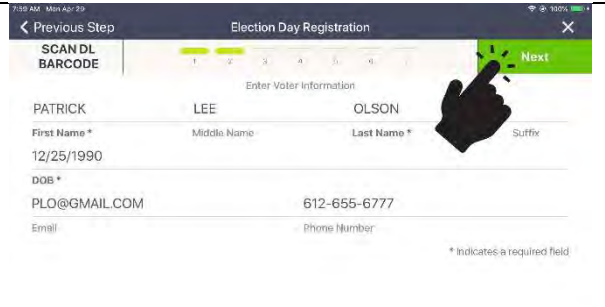 7:59 AM Mon Apr 29 100%
Previous Step Election Day Registration
SCAN DL
BARCODE
1 2 3 4 5 6 7
Next
Enter Voter Information
PATRICK LEE OLSON
First Name * Middle Name Last Name * Suffix
12/25/1990
DOB *
PLO@GMAIL.COM 612-655-6777
Email Phone Number
* Indicates a required field